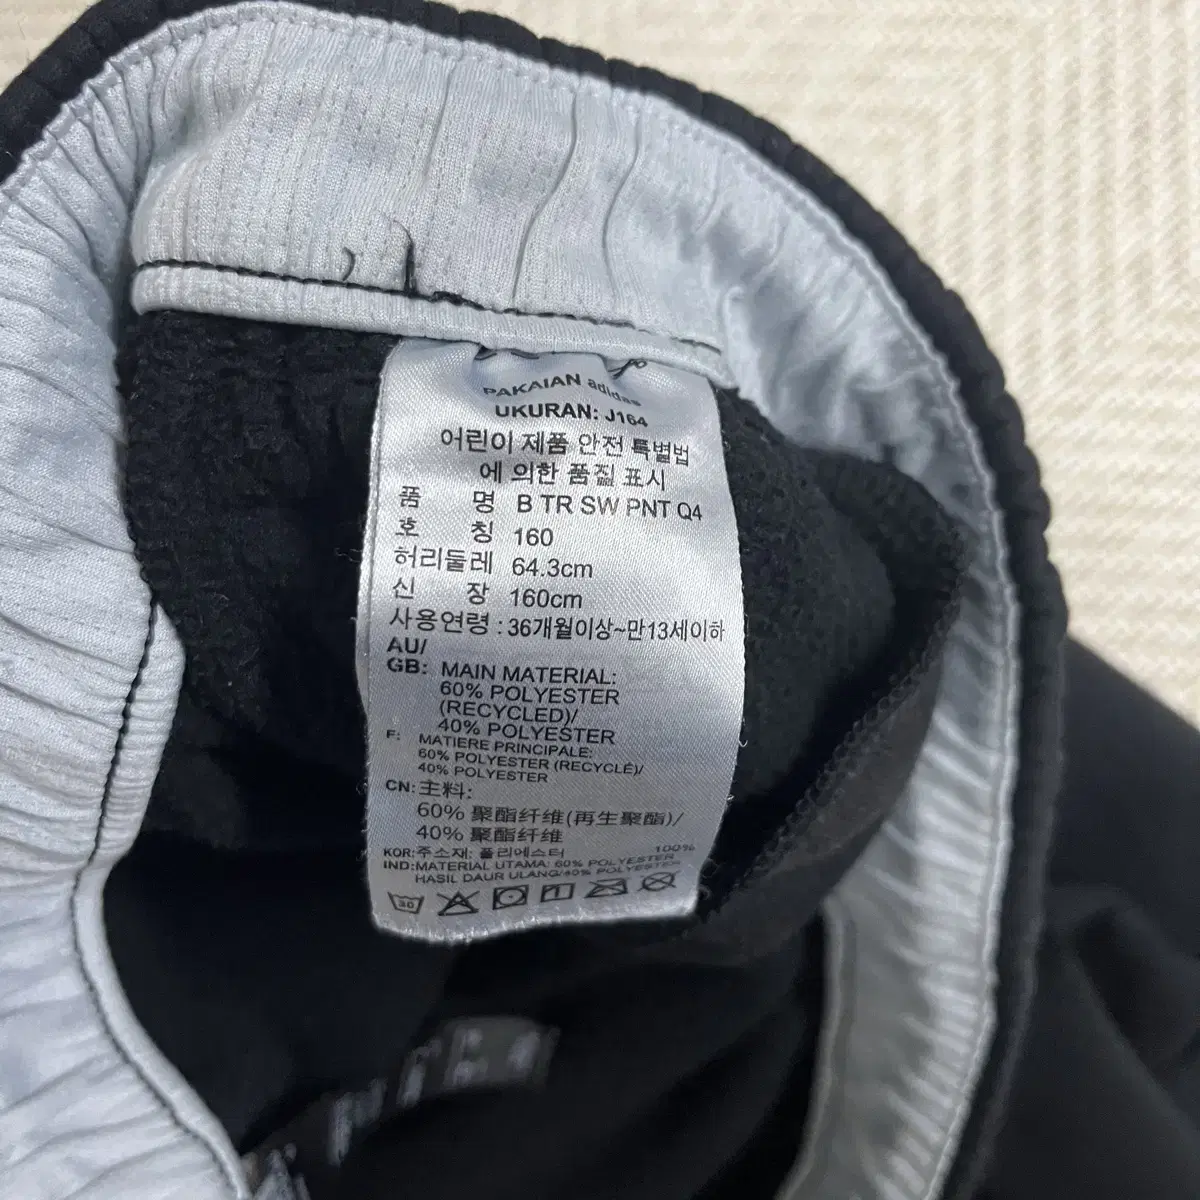 PAKAIAN adidas
UKURAN: J164
어린이 제품 안전 특별법
에 의한 품질 표시
품 명 B TR SW PNT Q4
호 칭 160
허리둘레 64.3cm
신 장 160cm
사용연령 : 36개월이상~만13세이하
AU/
GB: MAIN MATERIAL:
60% POLYESTER
(RECYCLED)/
40% POLYESTER
F: MATIERE PRINCIPALE:
60% POLYESTER (RECYCLÉ)/
40% POLYESTER
CN: 主料:
60% 聚酯纤维(再生聚酯)/
40% 聚酯纤维
KOR: 주소재: 폴리에스터 100%
IND: MATERIAL UTAMA: 60% POLYESTER
HASIL DAUR ULANG/40% POLYESTER
30